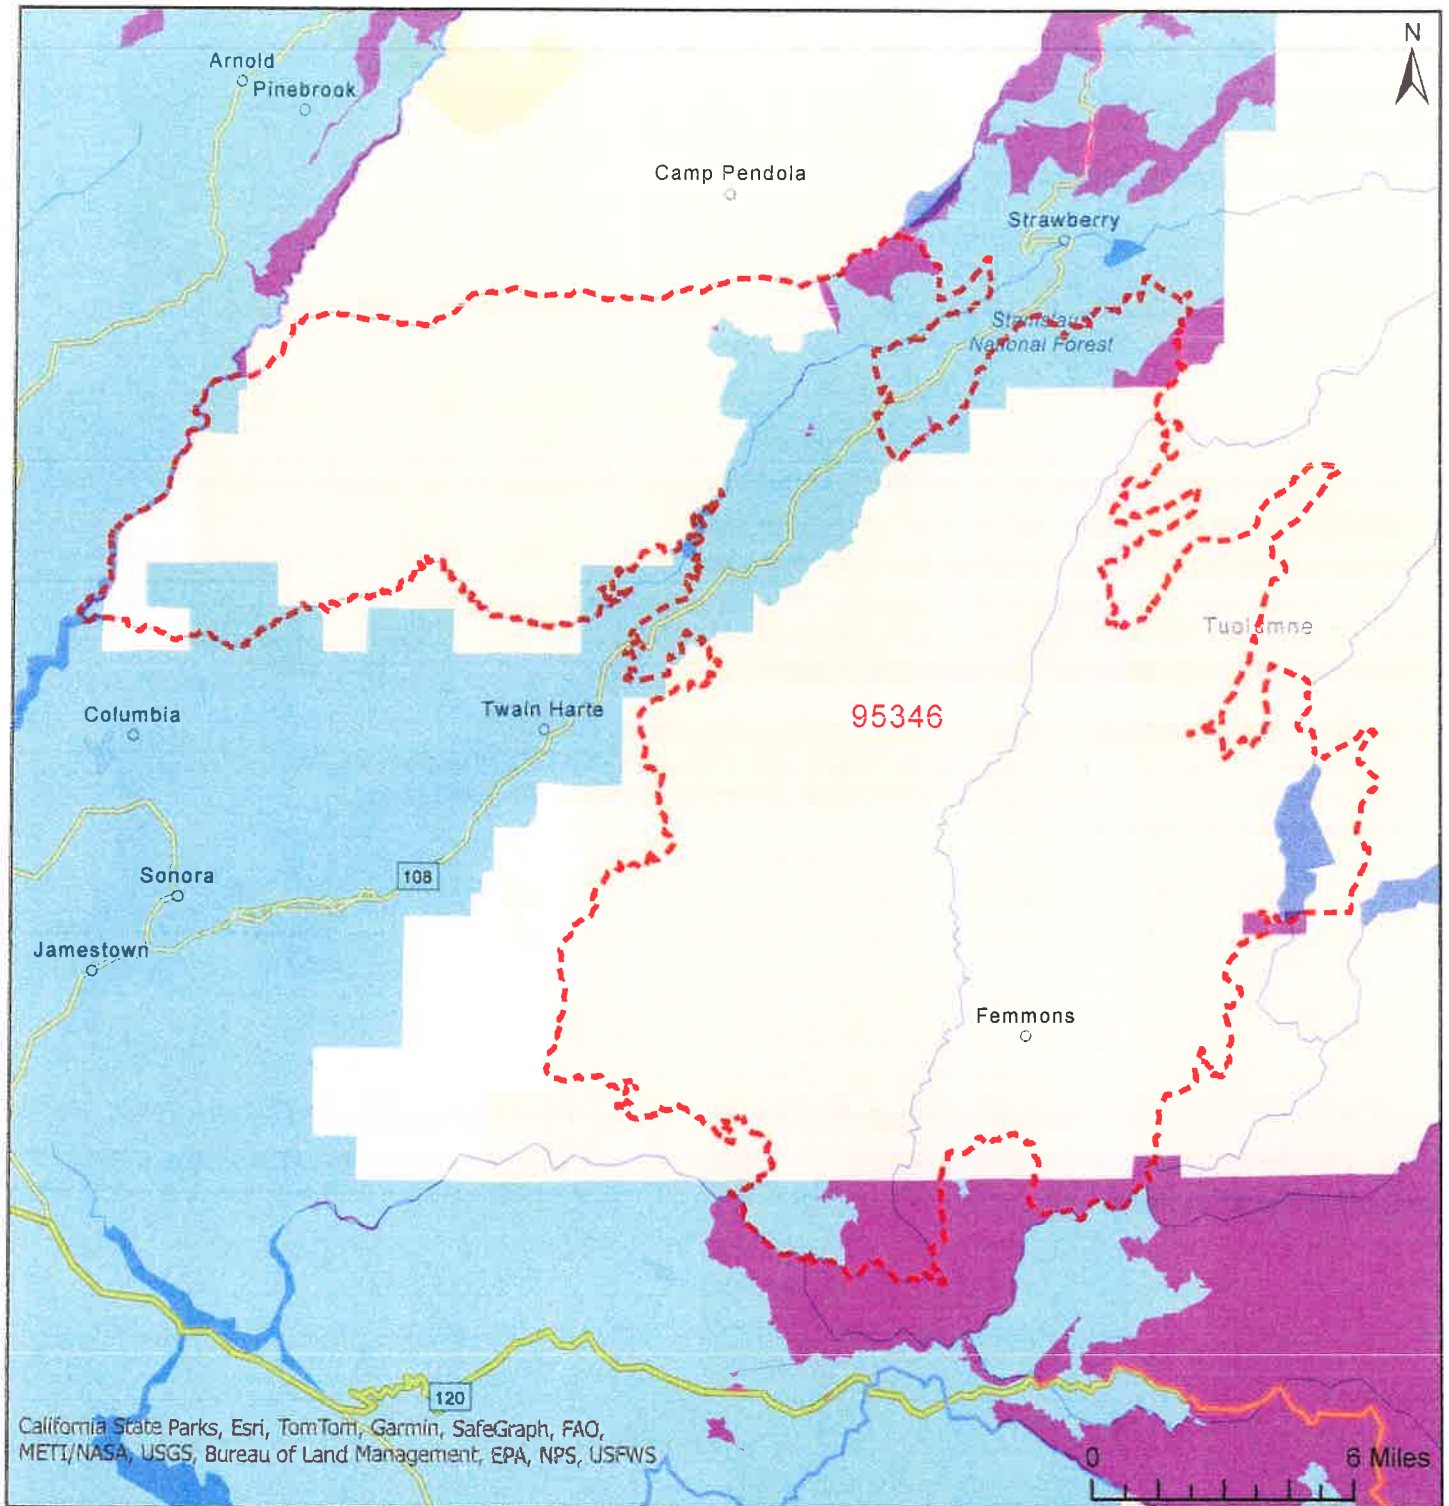 N
Arnold
Pinebrook
Camp Pendola
Strawberry
Stanislaus
National Forest
Tuolumne
Columbia
Twain Harte
95346
Sonora
108
Jamestown
Femmons
120
California State Parks, Esri, TomTom, Garmin, SafeGraph, FAO,
METI/NASA, USGS, Bureau of Land Management, EPA, NPS, USFWS
0 6 Miles